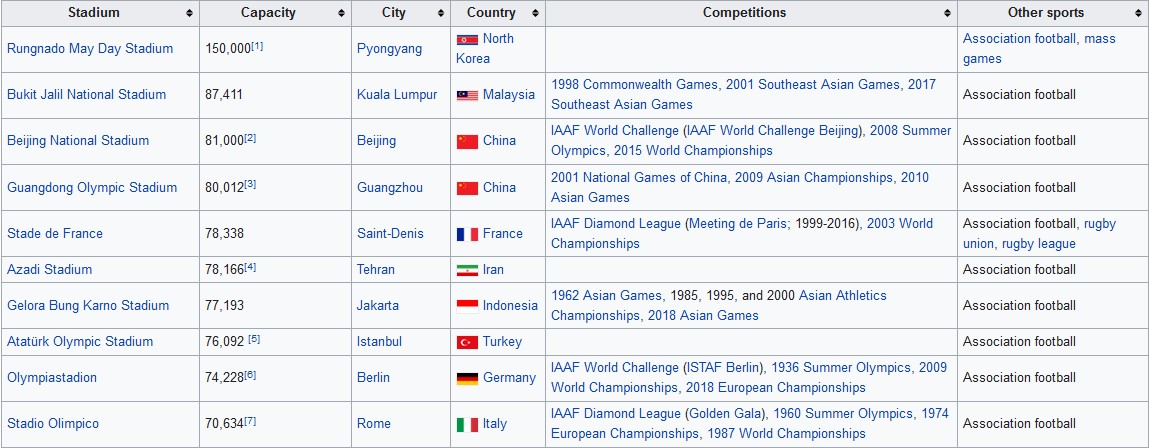 Stadium Capacity City Country Competitions Other sports
Rungnado May Day Stadium 150,000[1] Pyongyang North Korea Association football, mass games
Bukit Jalil National Stadium 87,411 Kuala Lumpur Malaysia 1998 Commonwealth Games, 2001 Southeast Asian Games, 2017 Southeast Asian Games Association football
Beijing National Stadium 81,000[2] Beijing China IAAF World Challenge (IAAF World Challenge Beijing), 2008 Summer Olympics, 2015 World Championships Association football
Guangdong Olympic Stadium 80,012[3] Guangzhou China 2001 National Games of China, 2009 Asian Championships, 2010 Asian Games Association football
Stade de France 78,338 Saint-Denis France IAAF Diamond League (Meeting de Paris; 1999-2016), 2003 World Championships Association football, rugby union, rugby league
Azadi Stadium 78,166[4] Tehran Iran Association football
Gelora Bung Karno Stadium 77,193 Jakarta Indonesia 1962 Asian Games, 1985, 1995, and 2000 Asian Athletics Championships, 2018 Asian Games Association football
Atatürk Olympic Stadium 76,092 [5] Istanbul Turkey Association football
Olympiastadion 74,228[6] Berlin Germany IAAF World Challenge (ISTAF Berlin), 1936 Summer Olympics, 2009 World Championships, 2018 European Championships Association football
Stadio Olimpico 70,634[7] Rome Italy IAAF Diamond League (Golden Gala), 1960 Summer Olympics, 1974 European Championships, 1987 World Championships Association football